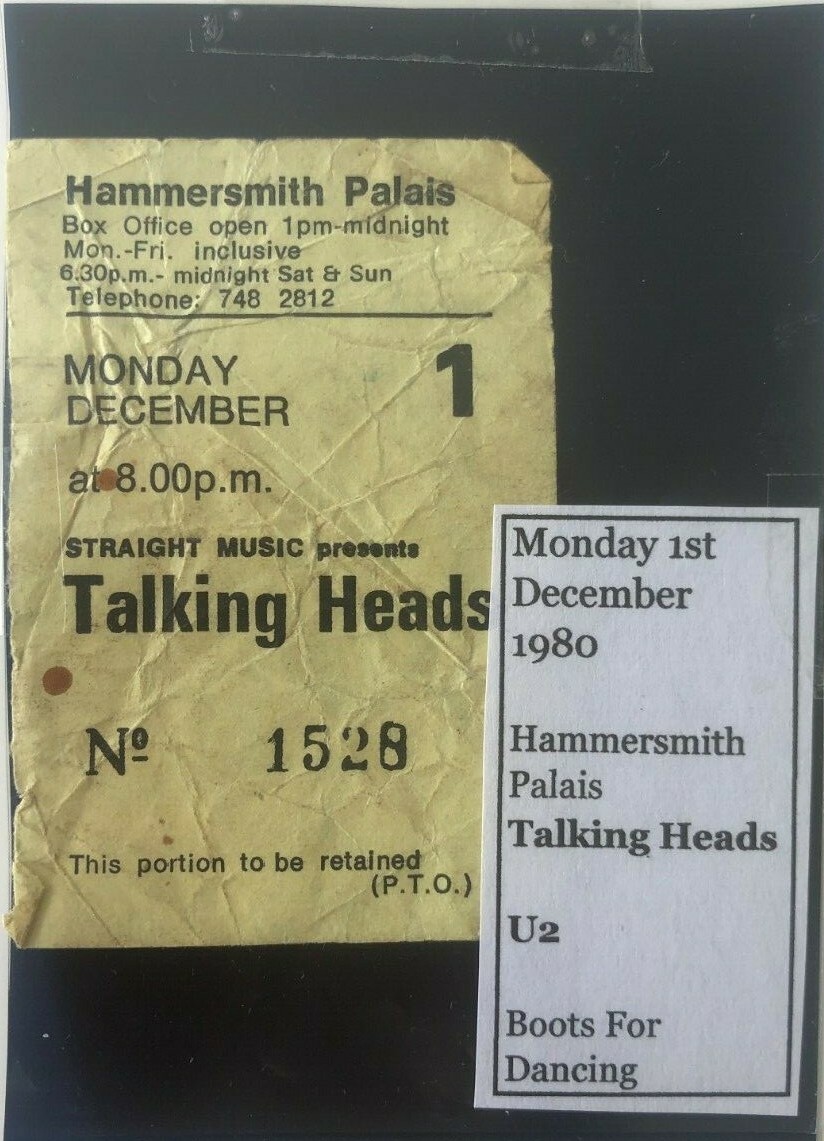 Hammersmith Palais
Box Office open 1pm-midnight
Mon.-Fri. inclusive
6.30p.m.- midnight Sat & Sun
Telephone: 748 2812
MONDAY 1
DECEMBER
at 8.00p.m.
STRAIGHT MUSIC presents
Talking Heads
Nº 1528
This portion to be retained
(P.T.O.)
Monday 1st
December
1980
Hammersmith
Palais
Talking Heads
U2
Boots For
Dancing